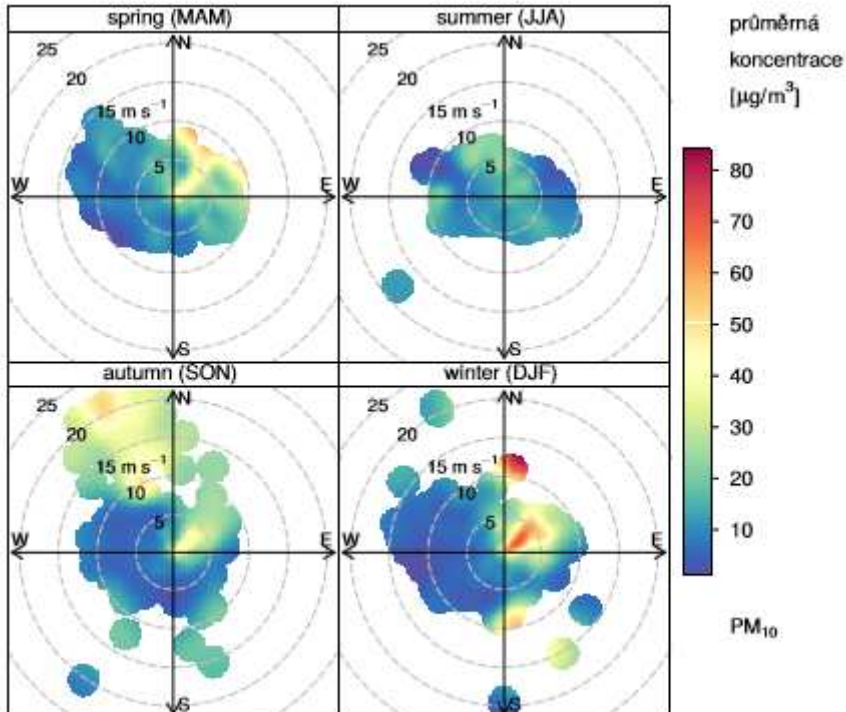 spring (MAM)
25
20
15 m s⁻¹
10
5
N
W
E
S
summer (JJA)
25
20
15 m s⁻¹
10
5
N
W
E
S
autumn (SON)
25
20
15 m s⁻¹
10
5
N
W
E
S
winter (DJF)
25
20
15 m s⁻¹
10
5
N
W
E
S
průměrná
koncentrace
[µg/m³]
80
70
60
50
40
30
20
10
PM₁₀